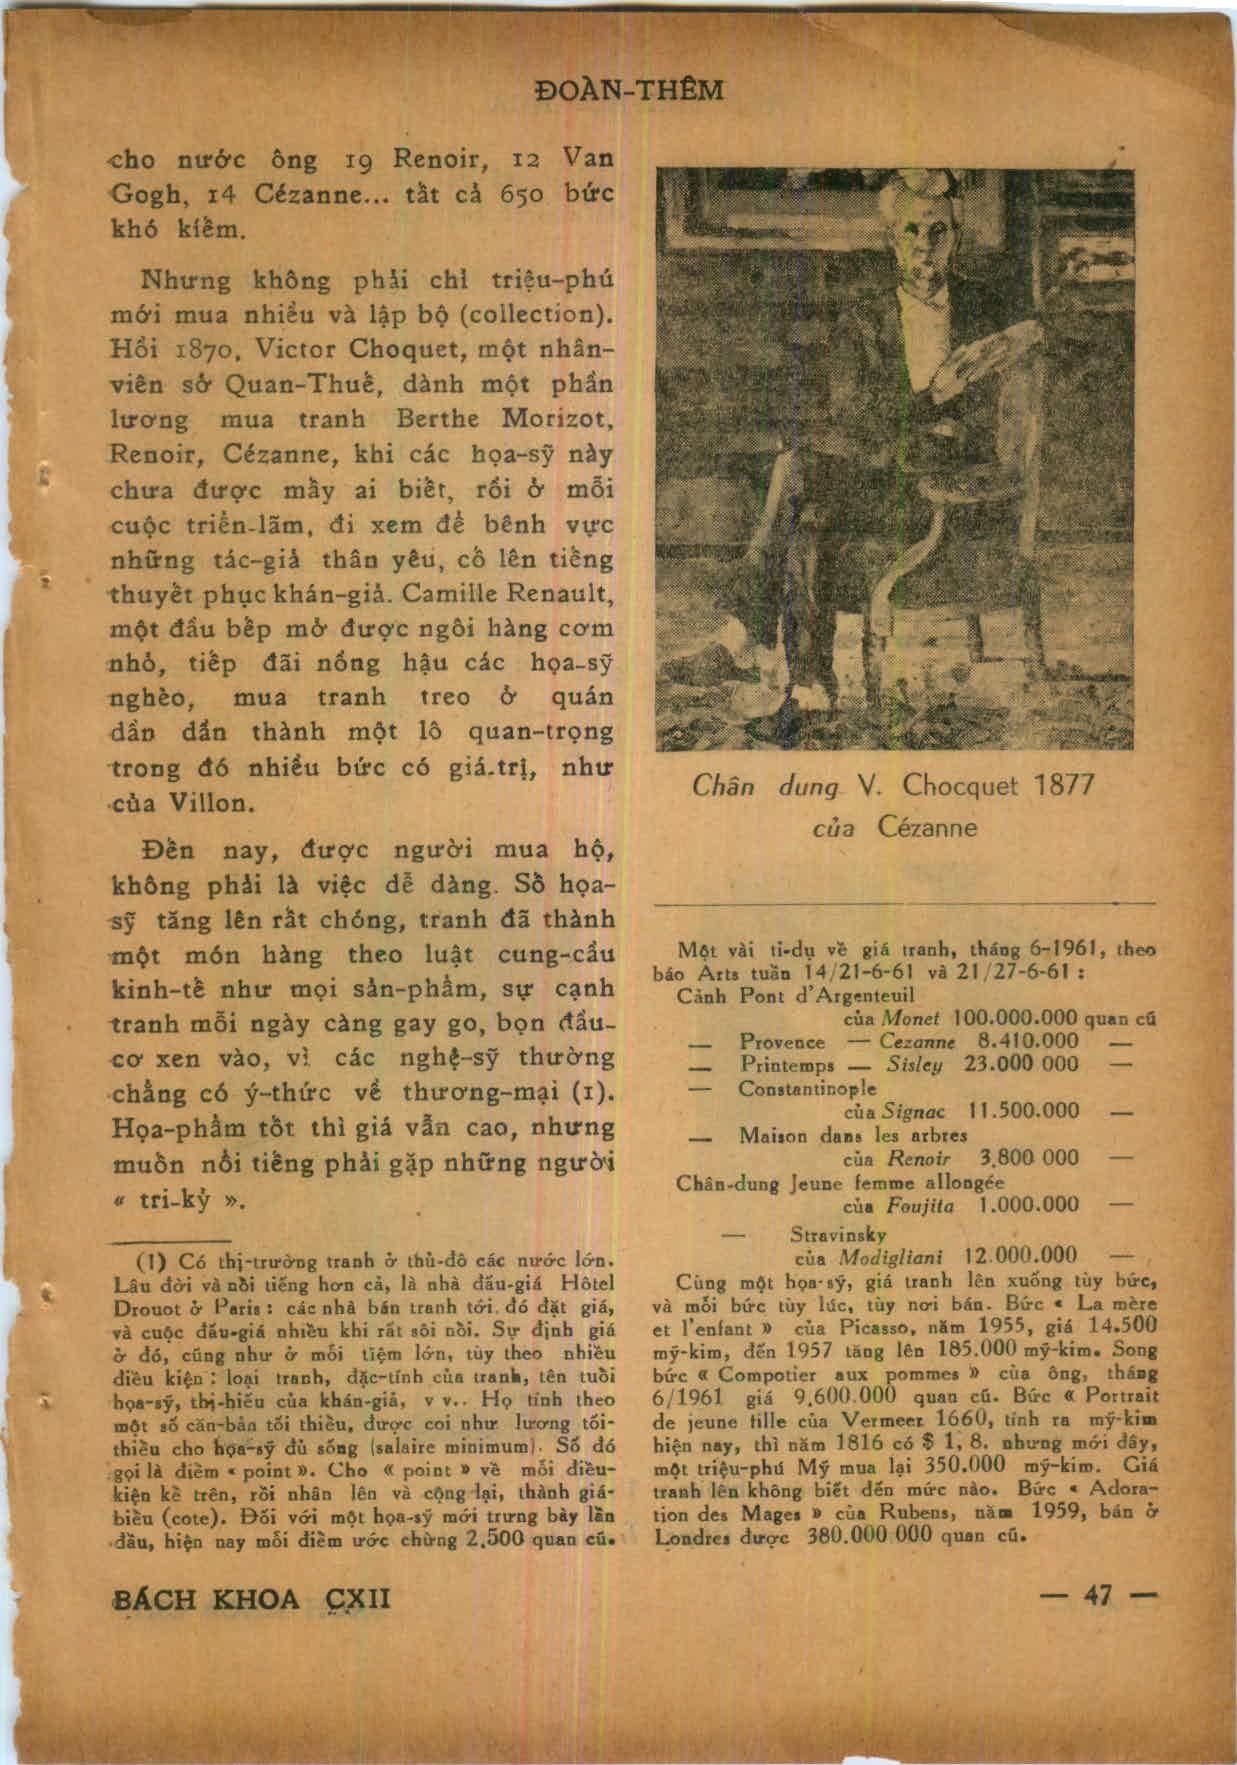 ĐOÀN-THÊM
cho nước ông 19 Renoir, 12 Van
Gogh, 14 Cézanne... tất cả 650 bức
khó kiếm.
Nhưng không phải chỉ triệu-phú
mới mua nhiều và lập bộ (collection).
Hồi 1870, Victor Choquet, một nhân-
viên sở Quan-Thuế, dành một phần
lương mua tranh Berthe Morizot,
Renoir, Cézanne, khi các họa-sỹ này
chưa được mấy ai biết, rồi ở mỗi
cuộc triển-lãm, đi xem để bênh vực
những tác-giả thân yêu, cố lên tiếng
thuyết phục khán-giả. Camille Renault,
một đầu bếp mở được ngôi hàng cơm
nhỏ, tiếp đãi nồng hậu các họa-sỹ
nghèo, mua tranh treo ở quán
dần dần thành một lô quan-trọng
trong đó nhiều bức có giá-trị, như
của Villon.
Đến nay, được người mua hộ,
không phải là việc dễ dàng. Số họa-
sỹ tăng lên rất chóng, tranh đã thành
một món hàng theo luật cung-cầu
kinh-tế như mọi sản-phẩm, sự cạnh
tranh mỗi ngày càng gay go, bọn đầu-
cơ xen vào, vì các nghệ-sỹ thường
chẳng có ý-thức về thương-mại (1).
Họa-phẩm tốt thì giá vẫn cao, nhưng
muốn nổi tiếng phải gặp những người
« tri-kỷ ».
(1) Có thị-trường tranh ở thủ-đô các nước lớn.
Lâu đời và nổi tiếng hơn cả, là nhà đấu-giá Hôtel
Drouot ở Paris : các nhà bán tranh tới đó đặt giá,
và cuộc đấu-giá nhiều khi rất sôi nổi. Sự định giá
ở đó, cũng như ở mỗi tiệm lớn, tùy theo nhiều
điều kiện : loại tranh, đặc-tính của tranh, tên tuổi
họa-sỹ, thị-hiếu của khán-giả, v v.. Họ tính theo
một số căn-bản tối thiểu, được coi như lương tối-
thiểu cho họa-sỹ đủ sống (salaire minimum). Số đó
gọi là điểm « point ». Cho « point » về mỗi điều-
kiện kể trên, rồi nhân lên và cộng lại, thành giá-
biểu (cote). Đối với một họa-sỹ mới trưng bày lần
đầu, hiện nay mỗi điểm ước chừng 2.500 quan cũ.
Chân dung V. Chocquet 1877
của Cézanne
Một vài tỉ-dụ về giá tranh, tháng 6-1961, theo
báo Arts tuần 14/21-6-61 và 21/27-6-61 :
Cảnh Pont d'Argenteuil
của Monet 100.000.000 quan cũ
— Provence — Cezanne 8.410.000 —
— Printemps — Sisley 23.000 000 —
— Constantinople
của Signac 11.500.000 —
— Maison dans les arbres
của Renoir 3.800 000 —
Chân-dung Jeune femme allongée
của Foujita 1.000.000 —
— Stravinsky
của Modigliani 12.000.000 —
Cùng một họa-sỹ, giá tranh lên xuống tùy bức,
và mỗi bức tùy lúc, tùy nơi bán. Bức « La mère
et l'enfant » của Picasso, năm 1955, giá 14.500
mỹ-kim, đến 1957 tăng lên 185.000 mỹ-kim. Song
bức « Compotier aux pommes » của ông, tháng
6/1961 giá 9.600.000 quan cũ. Bức « Portrait
de jeune fille của Vermeer 1660, tính ra mỹ-kim
hiện nay, thì năm 1816 có $ 1, 8. nhưng mới đây,
một triệu-phú Mỹ mua lại 350.000 mỹ-kim. Giá
tranh lên không biết đến mức nào. Bức « Adora-
tion des Mages » của Rubens, năm 1959, bán ở
Londres được 380.000 000 quan cũ.
BÁCH KHOA CXII
— 47 —